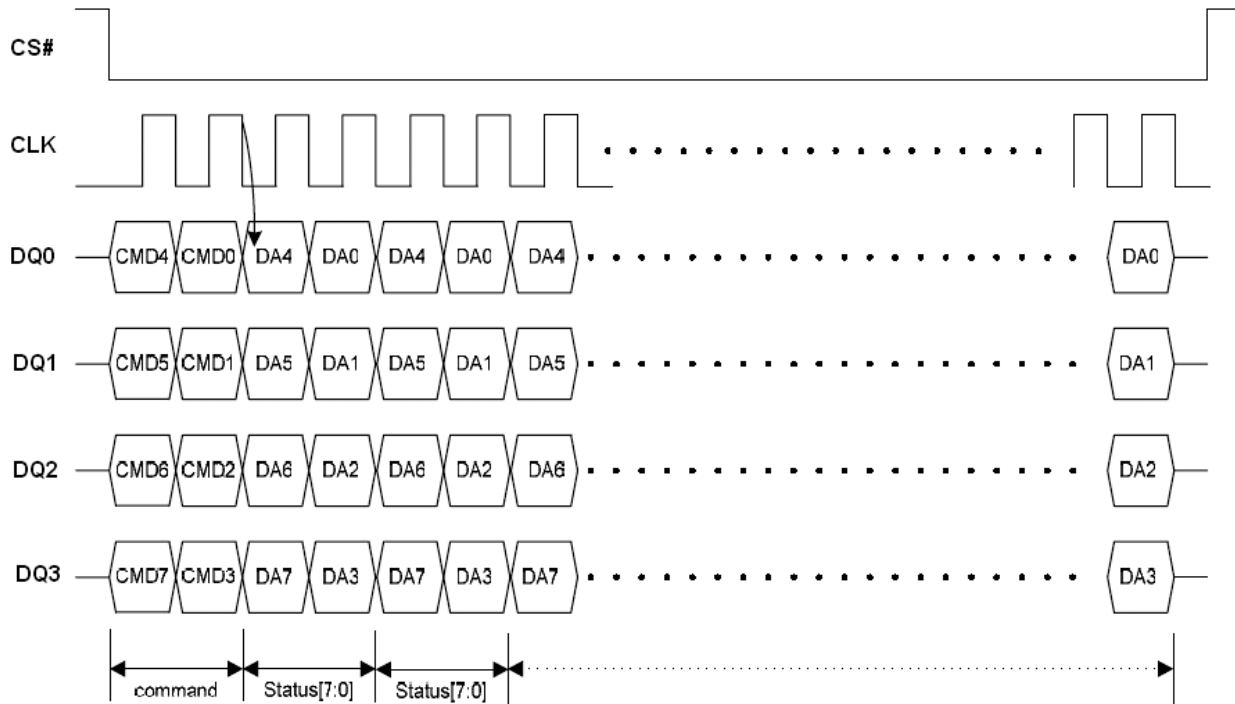 CS#
CLK
DQ0 CMD4 CMD0 DA4 DA0 DA4 DA0 DA4 DA0
DQ1 CMD5 CMD1 DA5 DA1 DA5 DA1 DA5 DA1
DQ2 CMD6 CMD2 DA6 DA2 DA6 DA2 DA6 DA2
DQ3 CMD7 CMD3 DA7 DA3 DA7 DA3 DA7 DA3
command Status[7:0] Status[7:0]